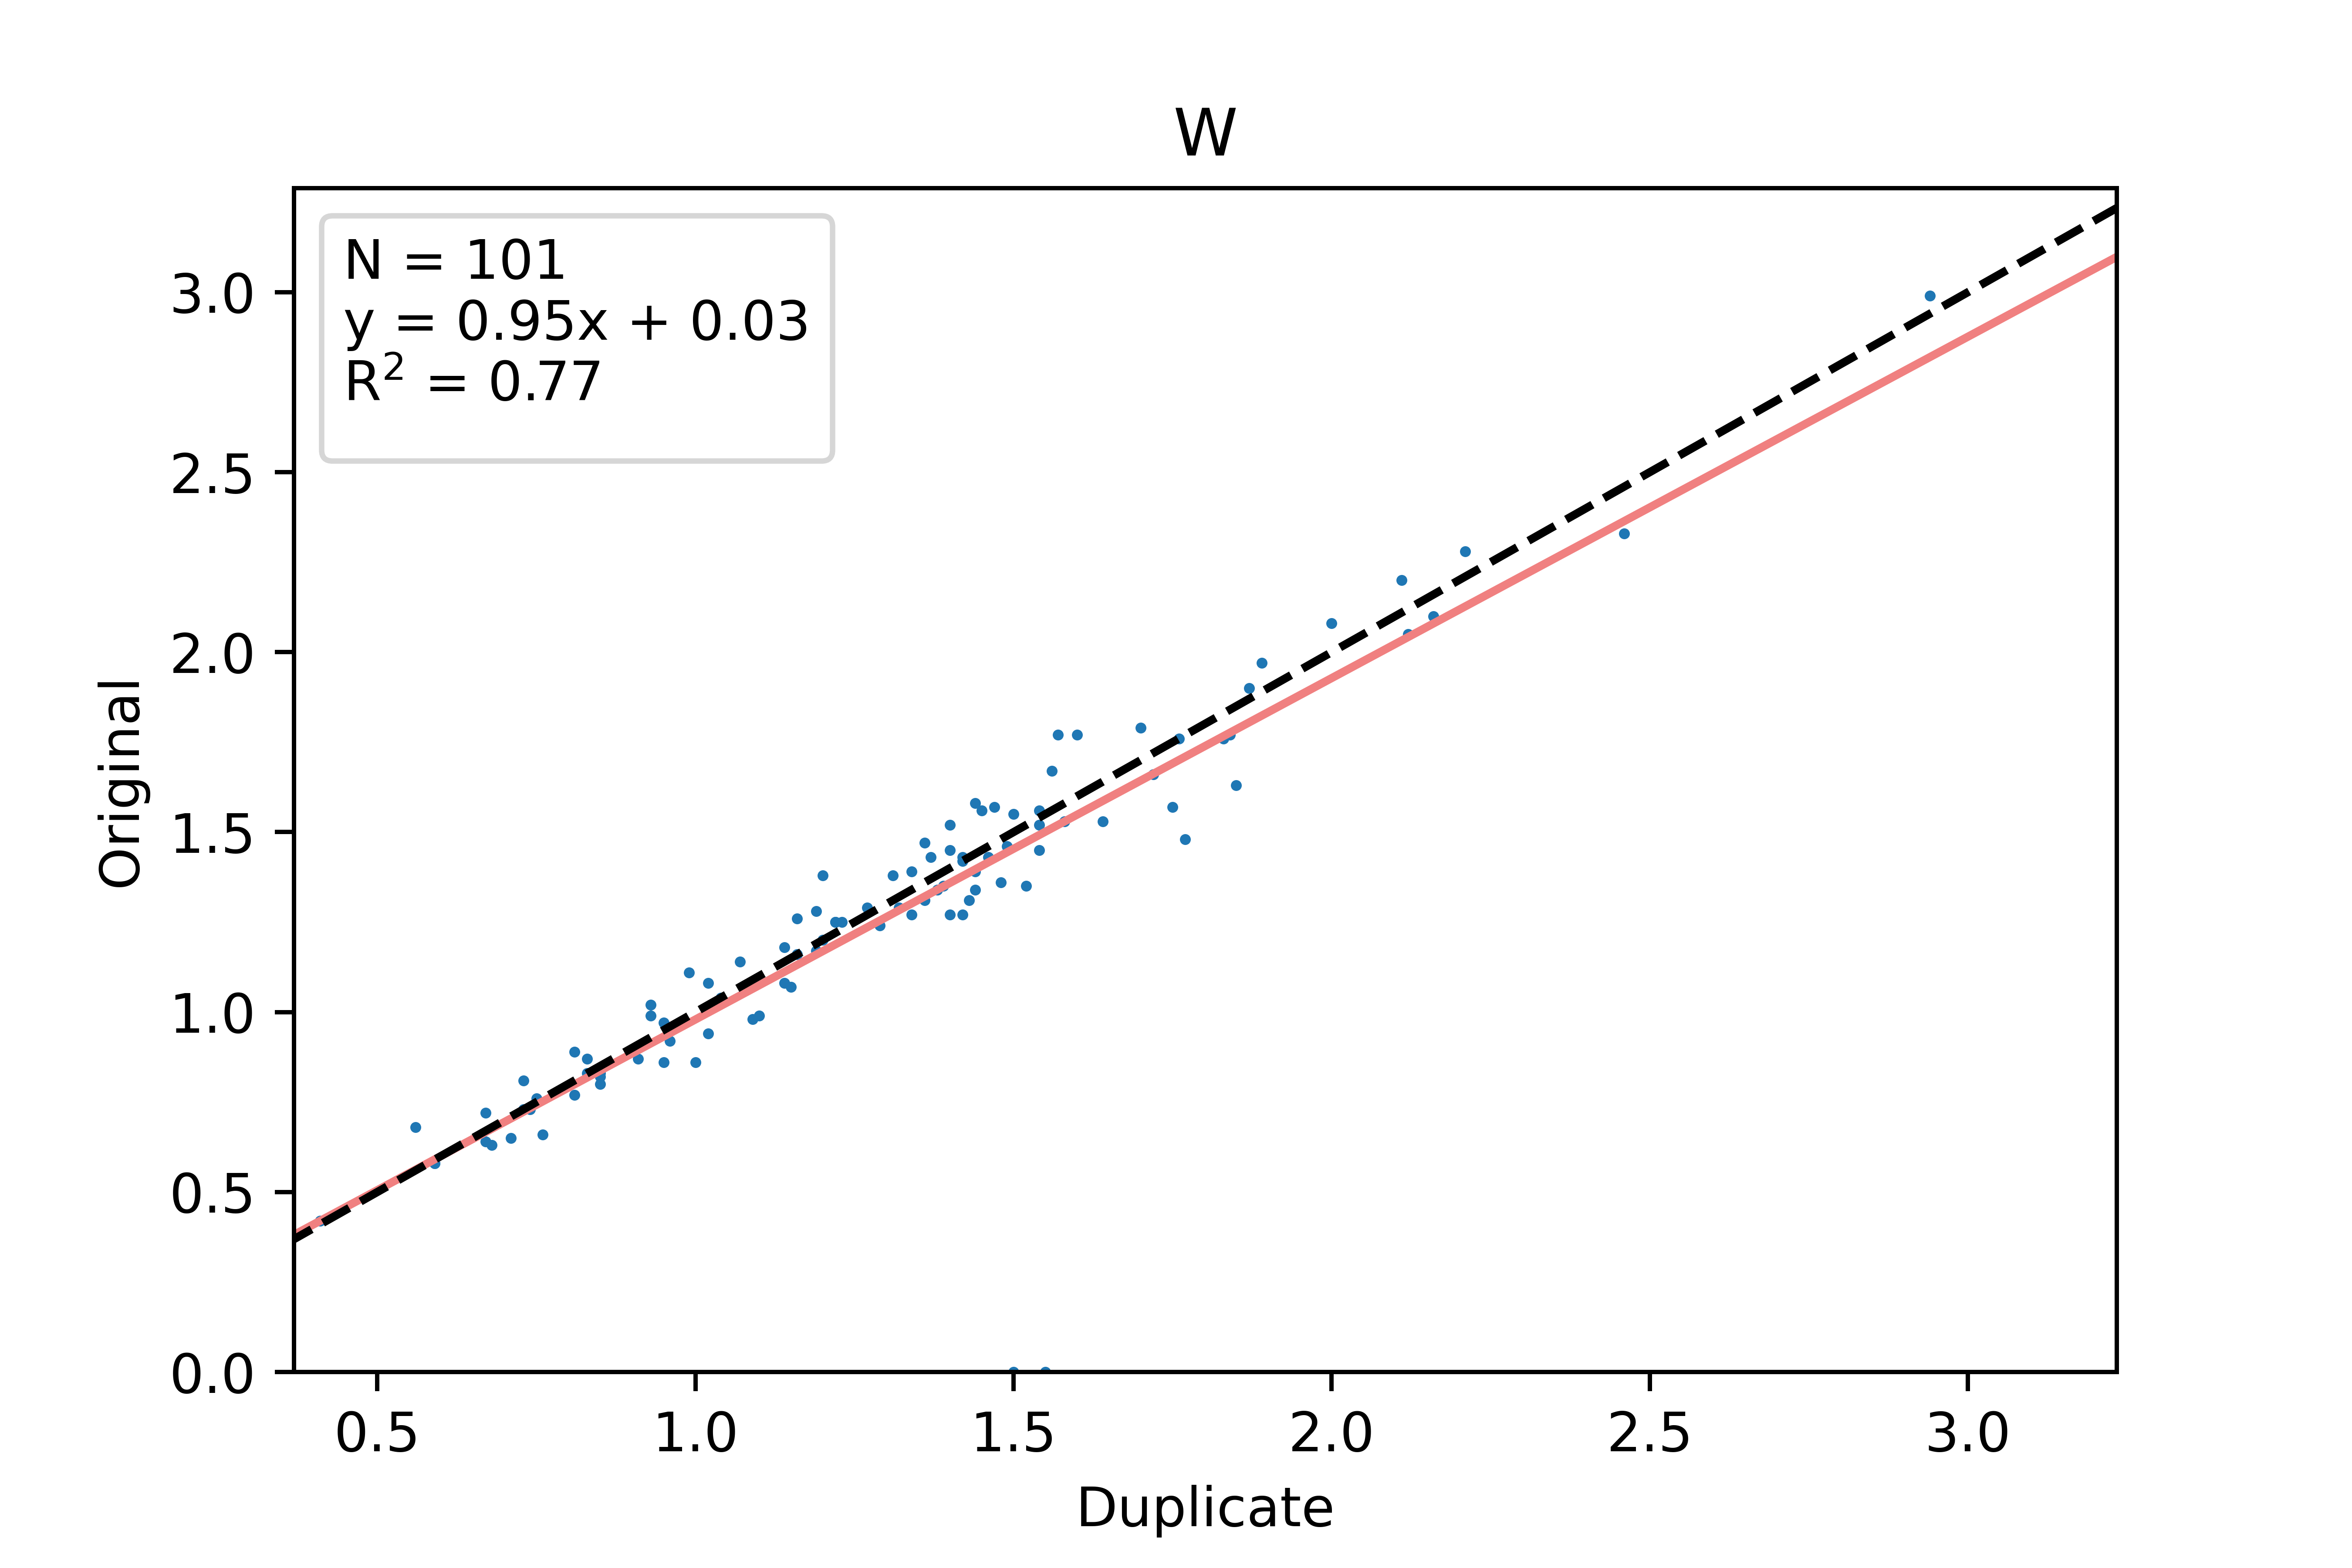 W
N = 101
y = 0.95x + 0.03
R² = 0.77
3.0
2.5
2.0
1.5
1.0
0.5
0.0
Original
0.5 1.0 1.5 2.0 2.5 3.0
Duplicate